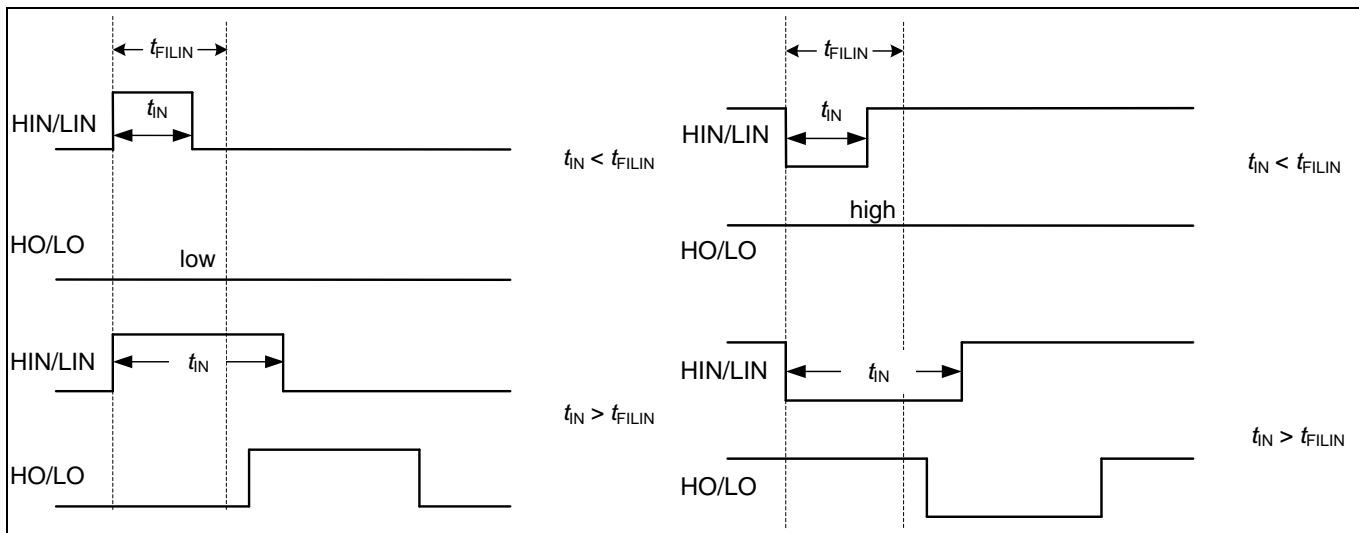 tFILIN
HIN/LIN
tIN
tIN < tFILIN
HO/LO
low
HIN/LIN
tIN
tIN > tFILIN
HO/LO
tFILIN
HIN/LIN
tIN
tIN < tFILIN
high
HO/LO
HIN/LIN
tIN
tIN > tFILIN
HO/LO